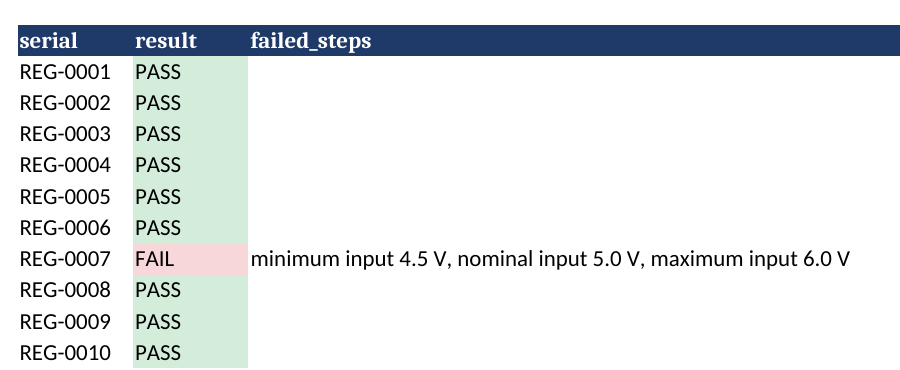 serial result failed_steps
REG-0001 PASS
REG-0002 PASS
REG-0003 PASS
REG-0004 PASS
REG-0005 PASS
REG-0006 PASS
REG-0007 FAIL minimum input 4.5 V, nominal input 5.0 V, maximum input 6.0 V
REG-0008 PASS
REG-0009 PASS
REG-0010 PASS